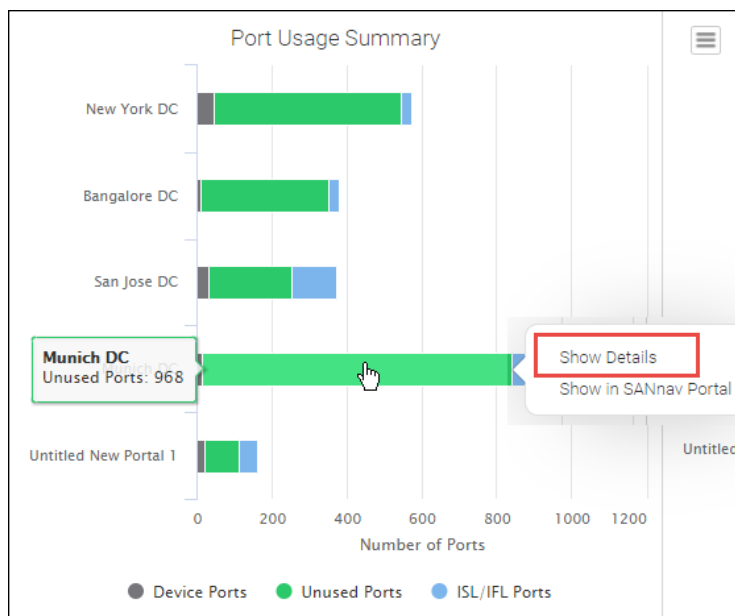 Port Usage Summary
New York DC
Bangalore DC
San Jose DC
Munich DC
Unused Ports: 968
Show Details
Show in SANnav Portal
Untitled New Portal 1
Untitled
0 200 400 600 800 1000 1200
Number of Ports
Device Ports Unused Ports ISL/IFL Ports